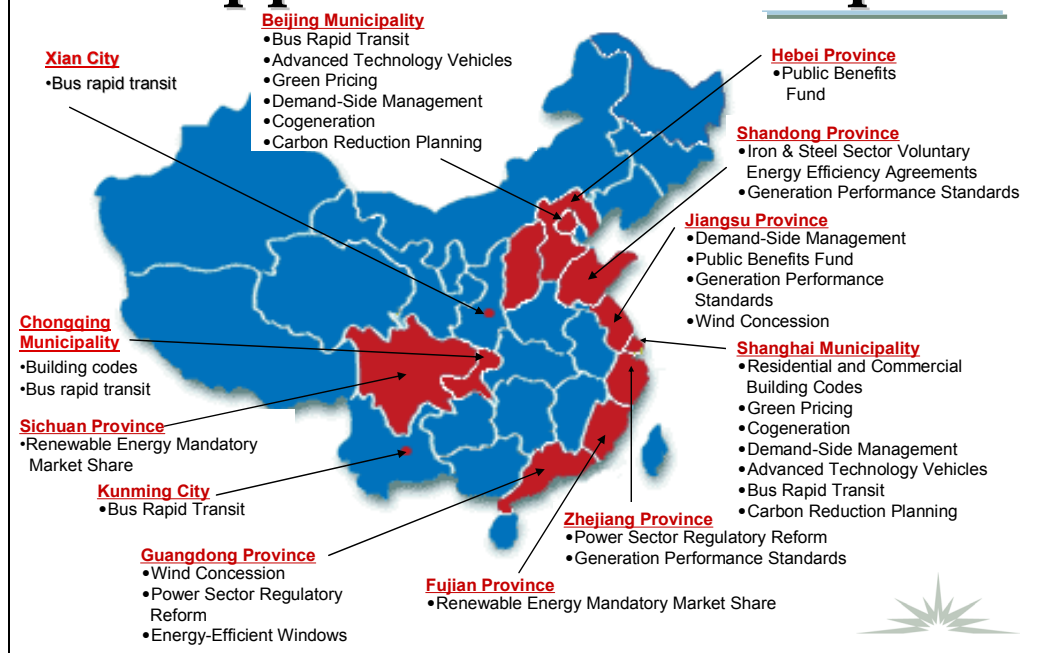 Beijing Municipality
•Bus Rapid Transit
•Advanced Technology Vehicles
•Green Pricing
•Demand-Side Management
•Cogeneration
•Carbon Reduction Planning
Xian City
•Bus rapid transit
Hebei Province
•Public Benefits
Fund
Shandong Province
•Iron & Steel Sector Voluntary
Energy Efficiency Agreements
•Generation Performance Standards
Jiangsu Province
•Demand-Side Management
•Public Benefits Fund
•Generation Performance
Standards
•Wind Concession
Chongqing
Municipality
•Building codes
•Bus rapid transit
Shanghai Municipality
•Residential and Commercial
Building Codes
•Green Pricing
•Cogeneration
•Demand-Side Management
•Advanced Technology Vehicles
•Bus Rapid Transit
•Carbon Reduction Planning
Sichuan Province
•Renewable Energy Mandatory
Market Share
Kunming City
•Bus Rapid Transit
Zhejiang Province
•Power Sector Regulatory Reform
•Generation Performance Standards
Guangdong Province
•Wind Concession
•Power Sector Regulatory
Reform
•Energy-Efficient Windows
Fujian Province
•Renewable Energy Mandatory Market Share